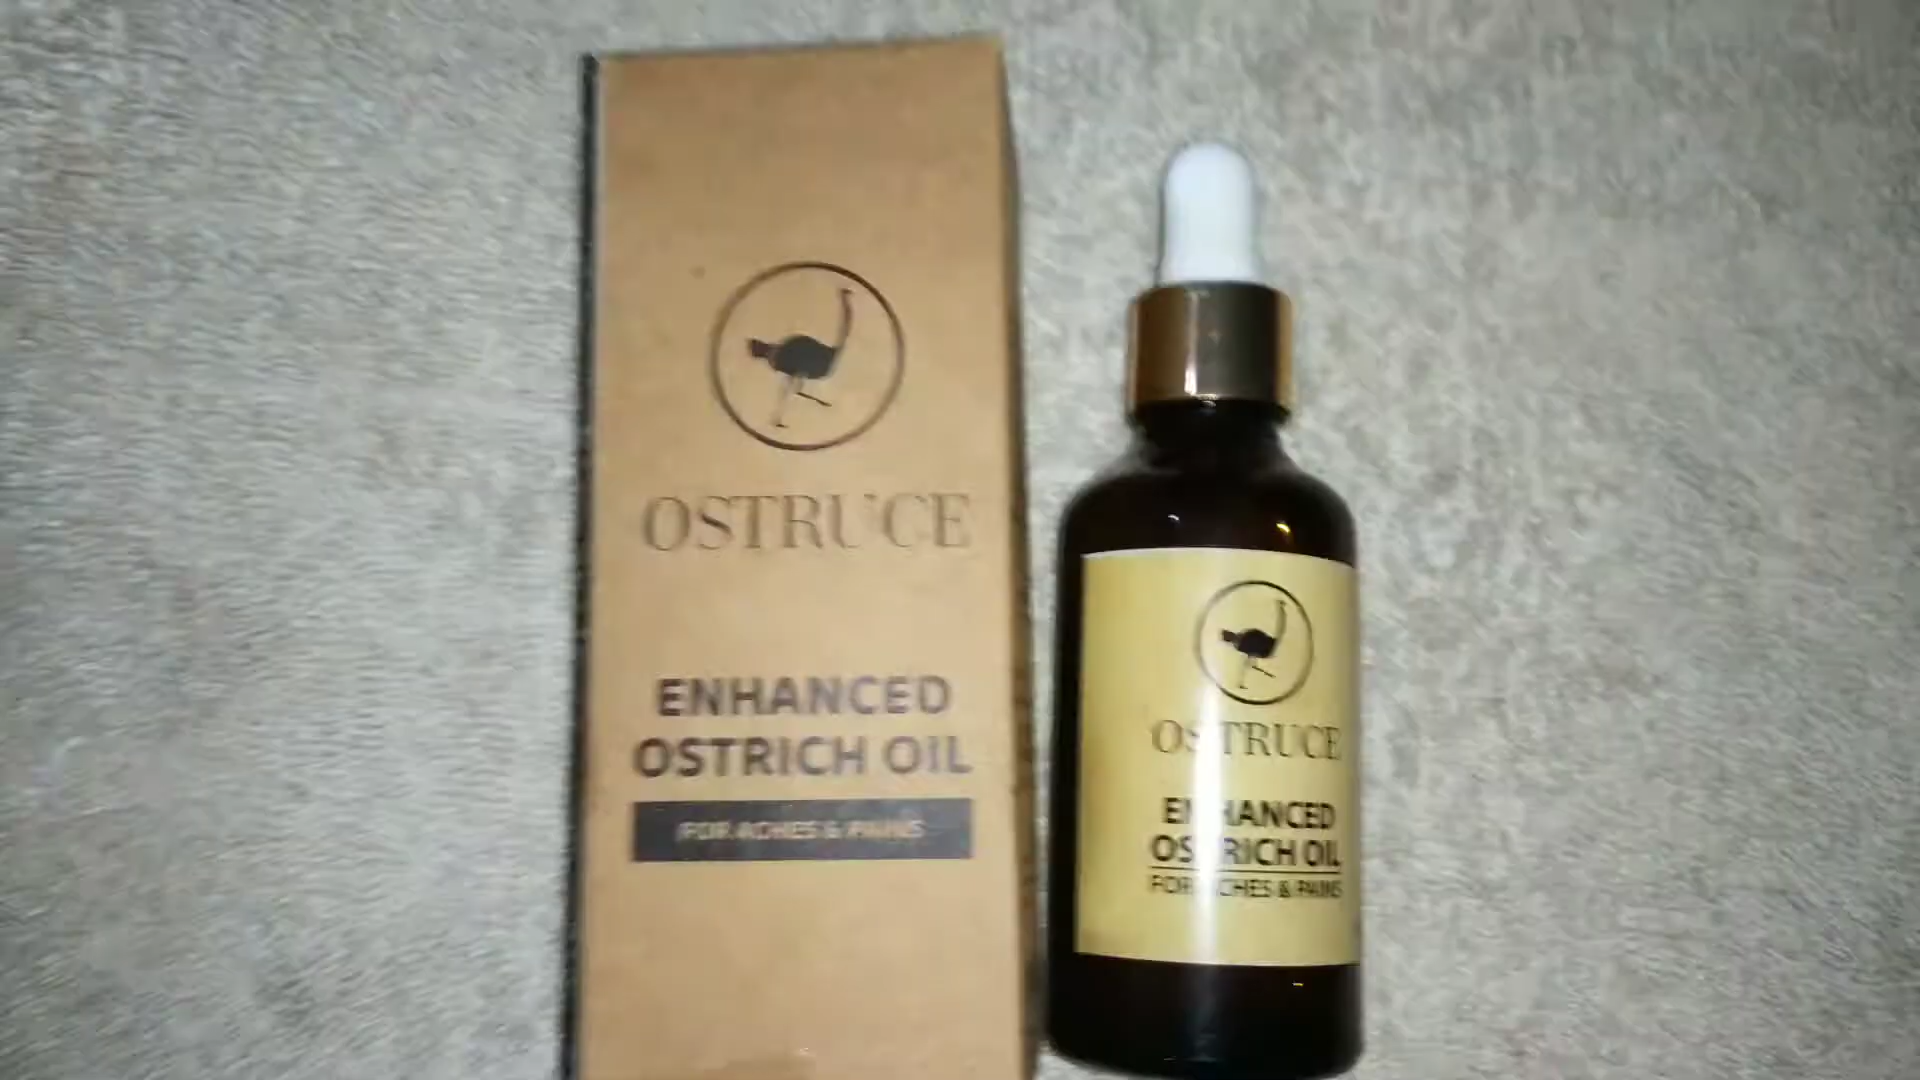 OSTRUCE
ENHANCED
OSTRICH OIL
FOR ACHES & PAINS
OSTRUCE
ENHANCED
OSTRICH OIL
FOR ACHES & PAINS